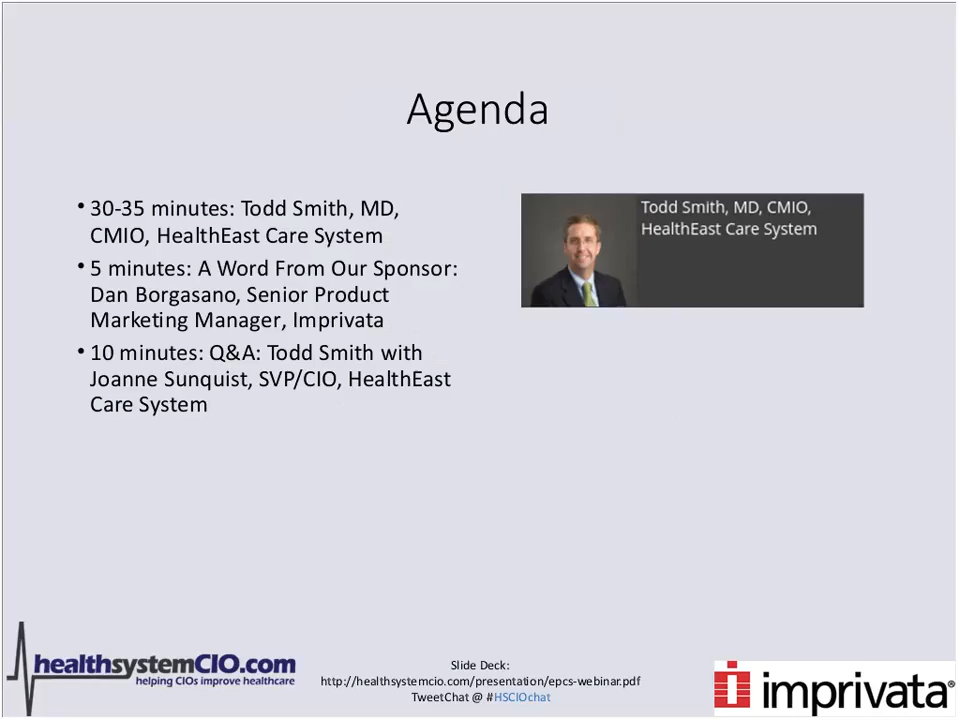 Agenda
• 30-35 minutes: Todd Smith, MD,
CMIO, HealthEast Care System
• 5 minutes: A Word From Our Sponsor:
Dan Borgasano, Senior Product
Marketing Manager, Imprivata
• 10 minutes: Q&A: Todd Smith with
Joanne Sunquist, SVP/CIO, HealthEast
Care System
Todd Smith, MD, CMIO,
HealthEast Care System
healthsystemCIO.com
helping CIOs improve healthcare
Slide Deck:
http://healthsystemcio.com/presentation/epcs-webinar.pdf
TweetChat @ #HSCIOchat
imprivata®